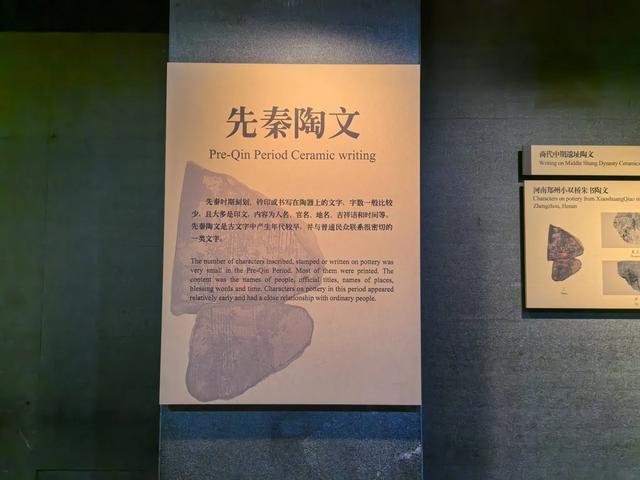 先秦陶文
Pre-Qin Period Ceramic writing
先秦时期刻划、钤印或书写在陶器上的文字，字数一般比较
少，且大多是印文，内容为人名、官名、地名、吉祥语和时间等。
先秦陶文是古文字中产生年代较早，并与普通民众联系很密切的
一类文字。
The number of characters inscribed, stamped or written on pottery was
very small in the Pre-Qin Period. Most of them were printed. The
content was the names of people, official titles, names of places,
blessing words and time. Characters on pottery in this period appeared
relatively early and had a close relationship with ordinary people.
商代中期遗址陶文
Writing on Middle Shang Dynasty Ceramics
河南郑州小双桥朱书陶文
Characters on pottery from XiaoshuangQiao
Zhengzhou, Henan